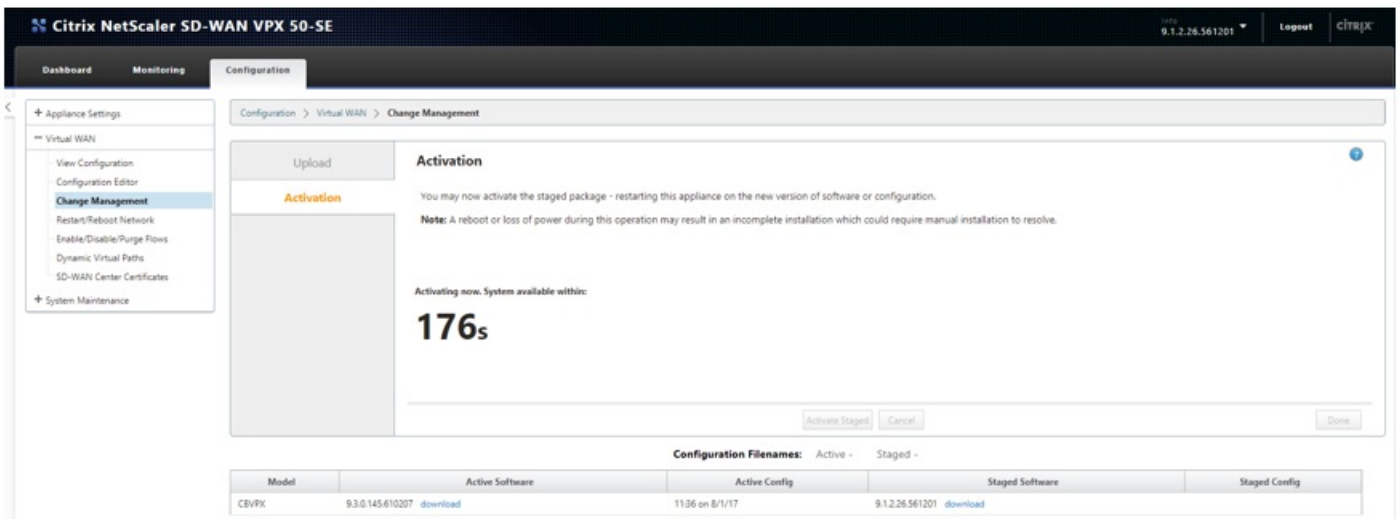 Citrix NetScaler SD-WAN VPX 50-SE
Info
9.1.2.26.561201
Logout
CİTRIX
Dashboard Monitoring Configuration
+ Appliance Settings
− Virtual WAN
View Configuration
Configuration Editor
Change Management
Restart/Reboot Network
Enable/Disable/Purge Flows
Dynamic Virtual Paths
SD-WAN Center Certificates
+ System Maintenance
Configuration > Virtual WAN > Change Management
Upload
Activation
Activation
?
You may now activate the staged package - restarting this appliance on the new version of software or configuration.
Note: A reboot or loss of power during this operation may result in an incomplete installation which could require manual installation to resolve.
Activating now. System available within:
176s
Activate Staged Cancel Done
Configuration Filenames: Active - Staged -
Model Active Software Active Config Staged Software Staged Config
CBVPX 9.3.0.145.610207 download 11:36 on 8/1/17 9.1.2.26.561201 download